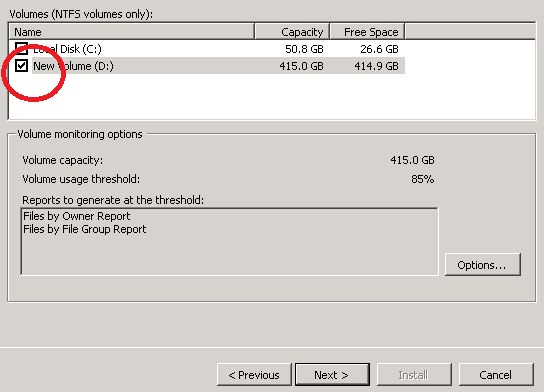 Volumes (NTFS volumes only):
Name Capacity Free Space
Local Disk (C:) 50.8 GB 26.6 GB
New Volume (D:) 415.0 GB 414.9 GB
Volume monitoring options
Volume capacity: 415.0 GB
Volume usage threshold: 85%
Reports to generate at the threshold:
Files by Owner Report
Files by File Group Report
Options...
< Previous Next > Install Cancel